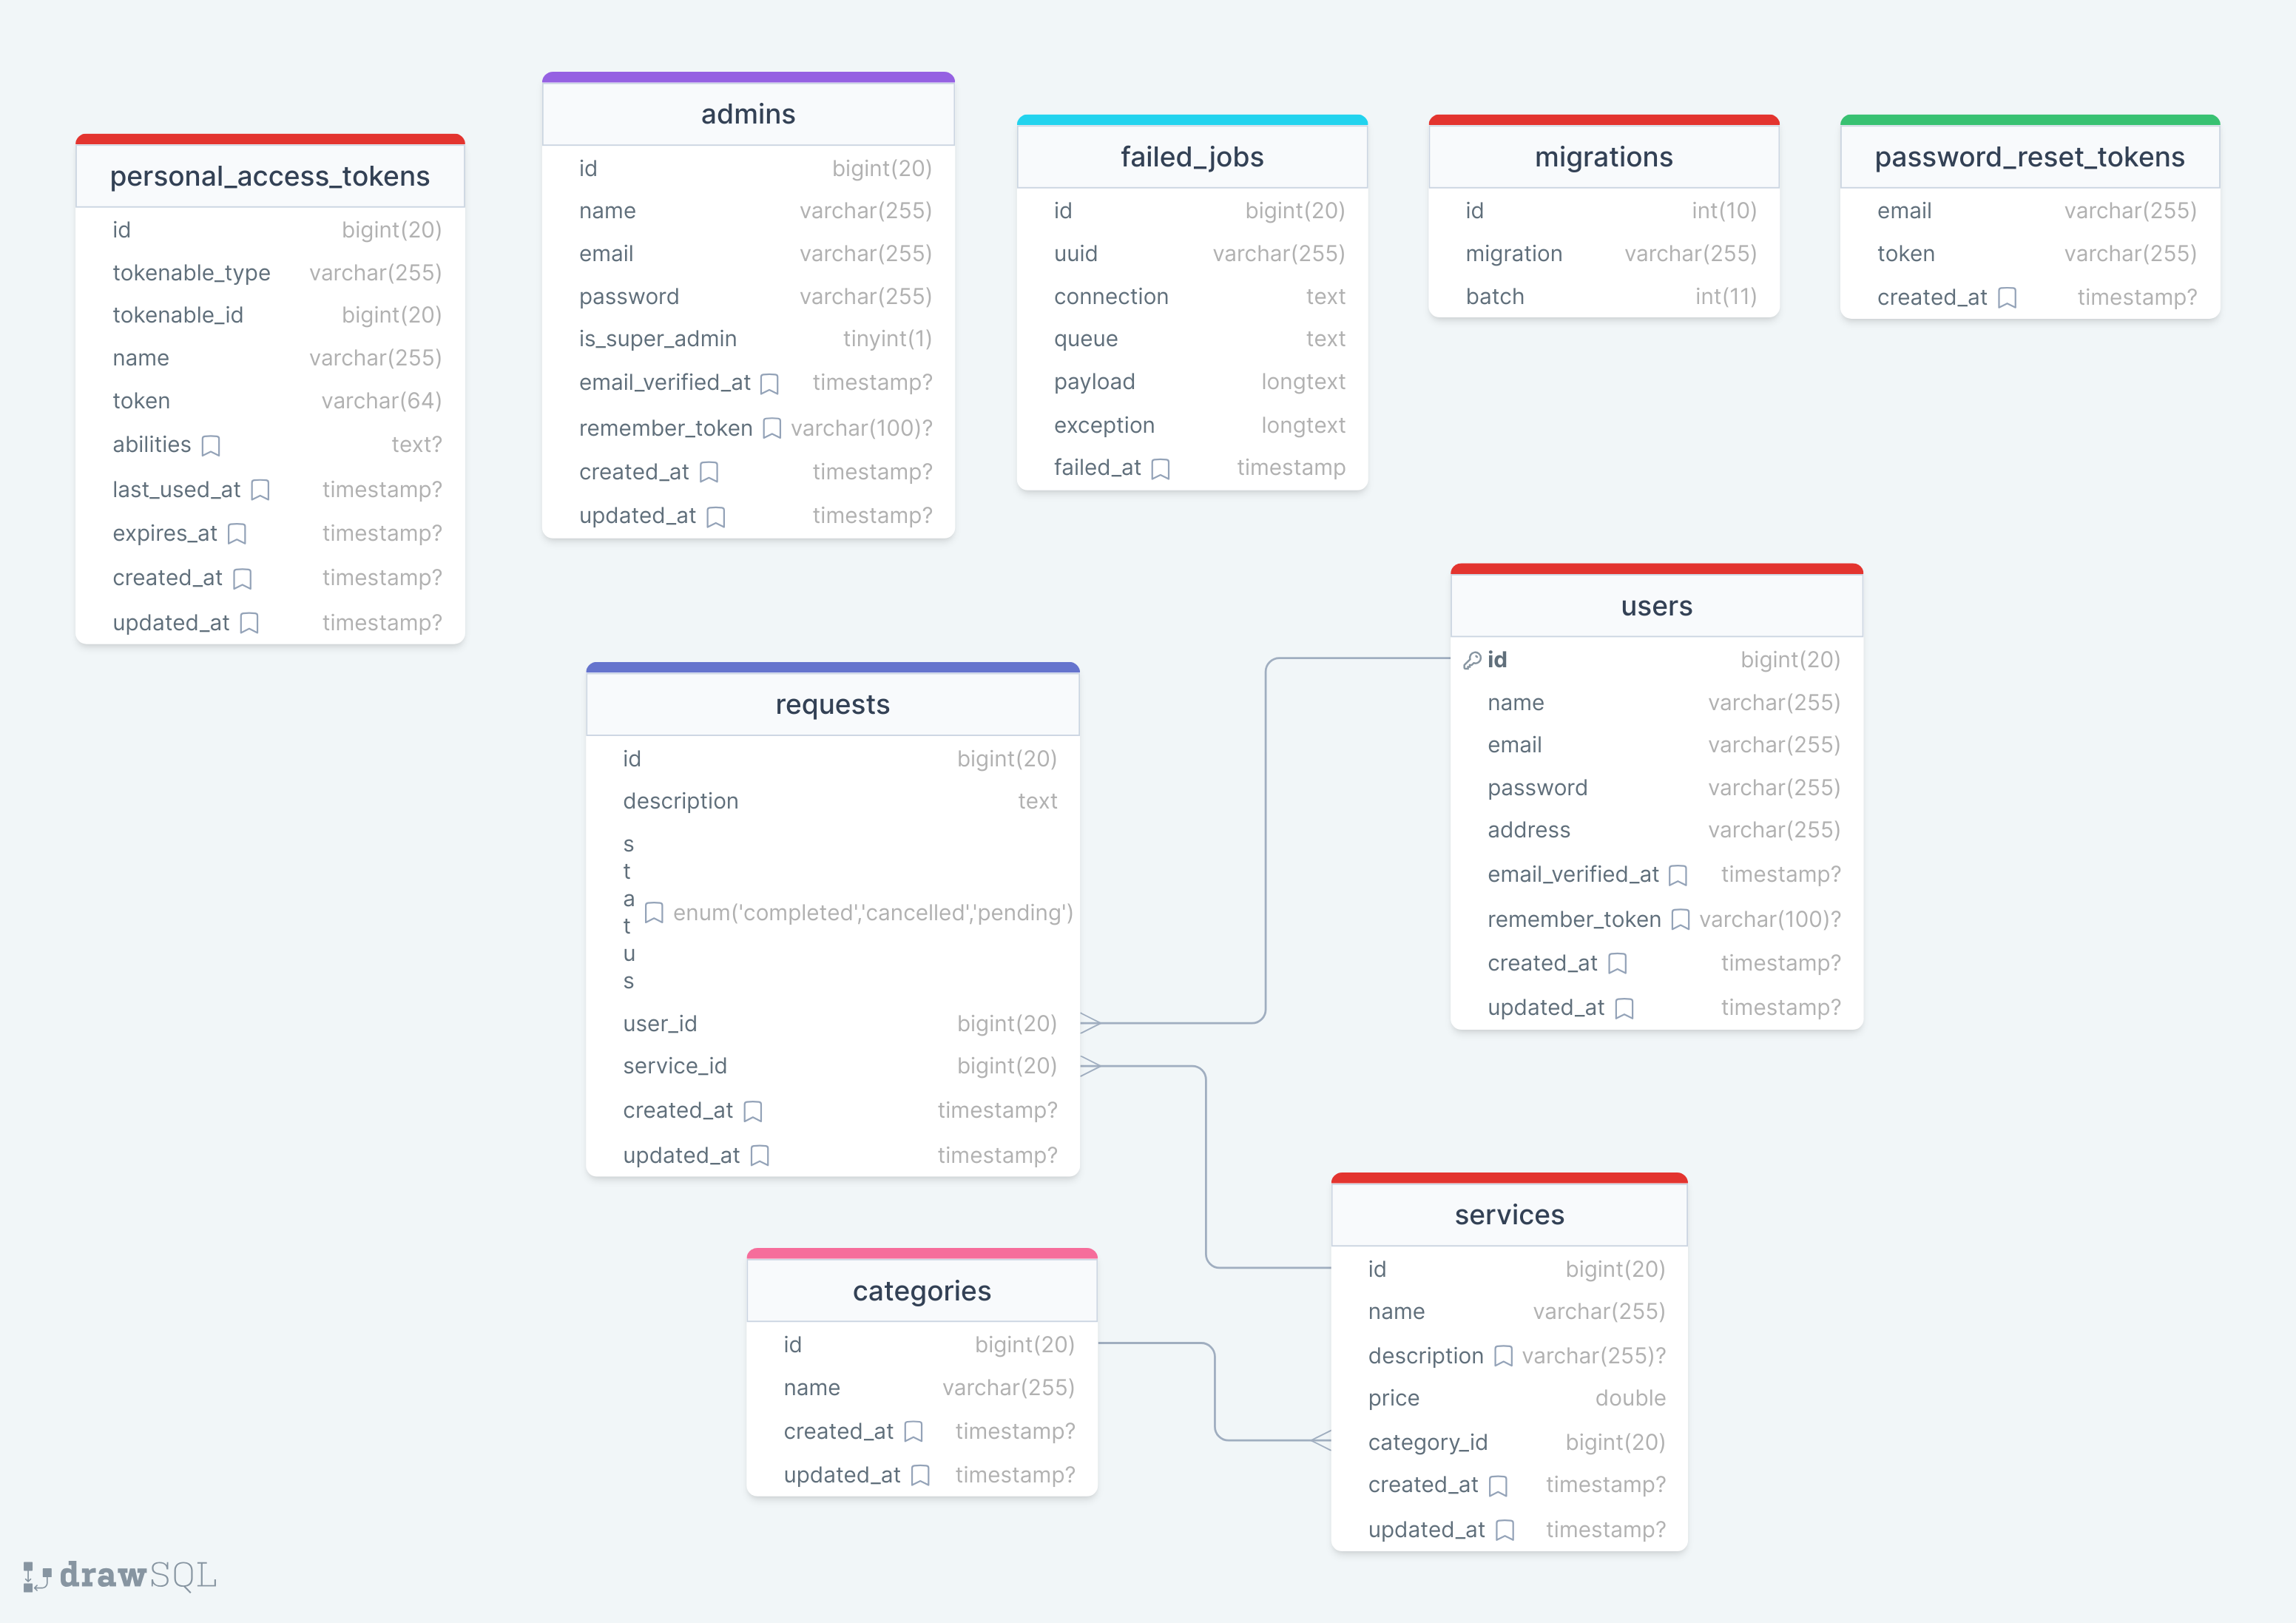 personal_access_tokens
id bigint(20)
tokenable_type varchar(255)
tokenable_id bigint(20)
name varchar(255)
token varchar(64)
abilities text?
last_used_at timestamp?
expires_at timestamp?
created_at timestamp?
updated_at timestamp?
admins
id bigint(20)
name varchar(255)
email varchar(255)
password varchar(255)
is_super_admin tinyint(1)
email_verified_at timestamp?
remember_token varchar(100)?
created_at timestamp?
updated_at timestamp?
failed_jobs
id bigint(20)
uuid varchar(255)
connection text
queue text
payload longtext
exception longtext
failed_at timestamp
migrations
id int(10)
migration varchar(255)
batch int(11)
password_reset_tokens
email varchar(255)
token varchar(255)
created_at timestamp?
users
id bigint(20)
name varchar(255)
email varchar(255)
password varchar(255)
address varchar(255)
email_verified_at timestamp?
remember_token varchar(100)?
created_at timestamp?
updated_at timestamp?
requests
id bigint(20)
description text
status enum('completed','cancelled','pending')
user_id bigint(20)
service_id bigint(20)
created_at timestamp?
updated_at timestamp?
services
id bigint(20)
name varchar(255)
description varchar(255)?
price double
category_id bigint(20)
created_at timestamp?
updated_at timestamp?
categories
id bigint(20)
name varchar(255)
created_at timestamp?
updated_at timestamp?
drawSQL